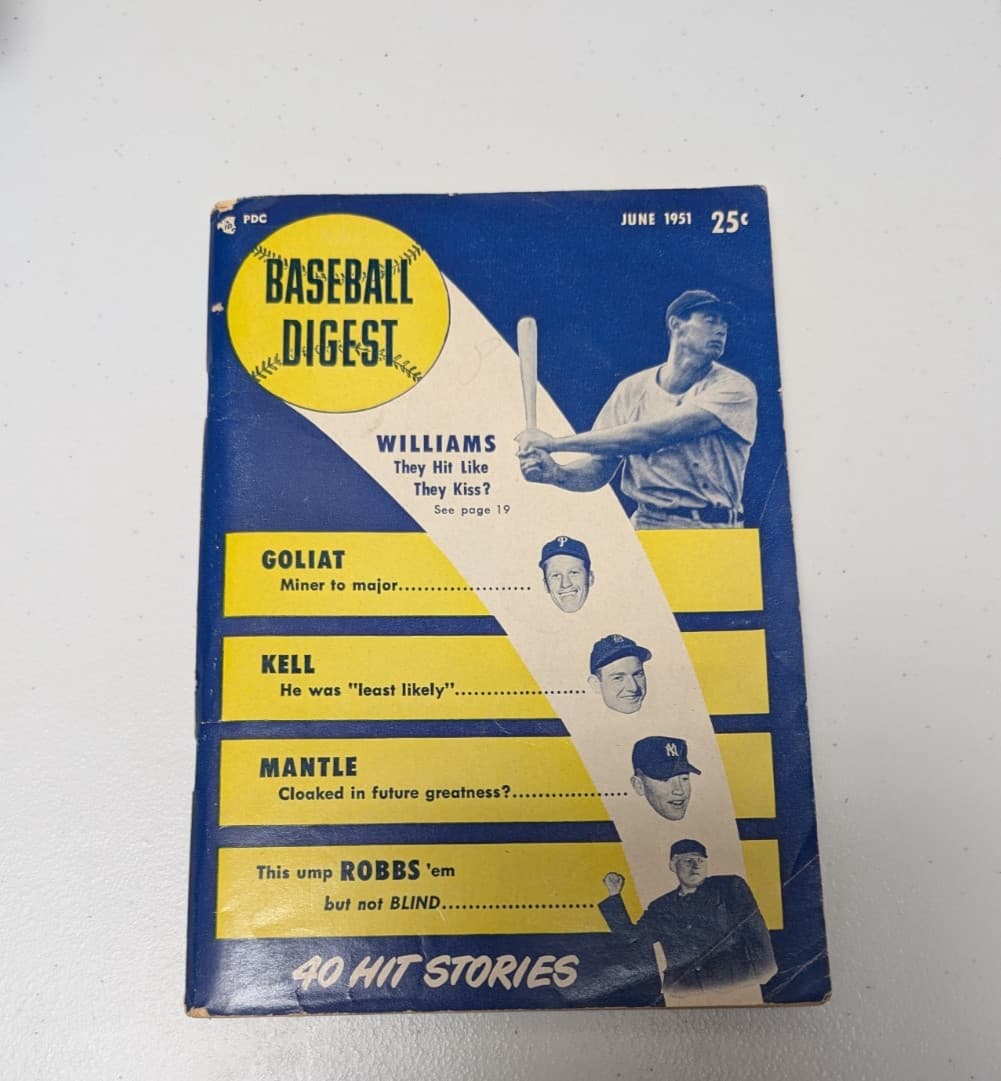 PDC
JUNE 1951 25¢
BASEBALL
DIGEST
WILLIAMS
They Hit Like
They Kiss?
See page 19
GOLIAT
Miner to major......................
P
KELL
He was "least likely"......................
MANTLE
Cloaked in future greatness?..................
NY
This ump ROBBS 'em
but not BLIND........................
40 HIT STORIES